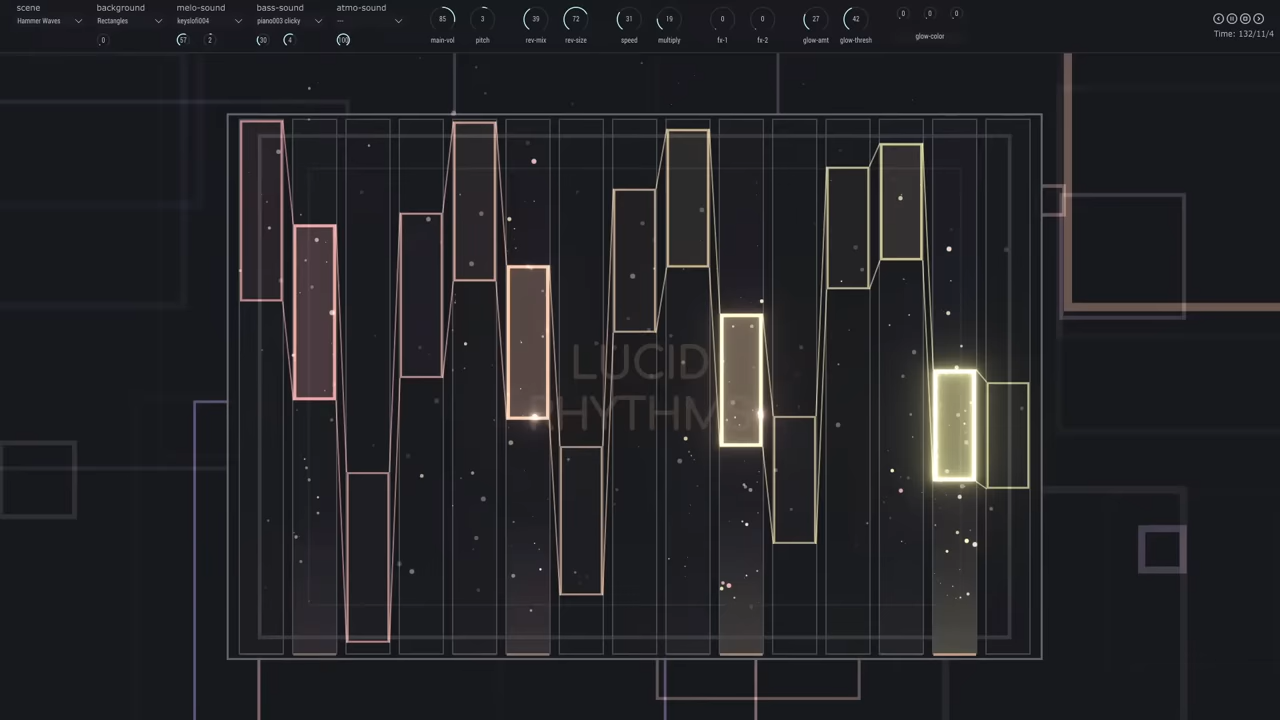 scene
background
melo-sound
bass-sound
atmo-sound
Hammer Waves
Rectangles
keyslofi004
piano003 clicky
---
0
57
2
30
4
100
85
3
39
72
31
19
0
0
27
42
0
0
0
main-vol
pitch
rev-mix
rev-size
speed
multiply
fx-1
fx-2
glow-amt
glow-thresh
glow-color
Time: 132/11/4
LUCID
RHYTHMS